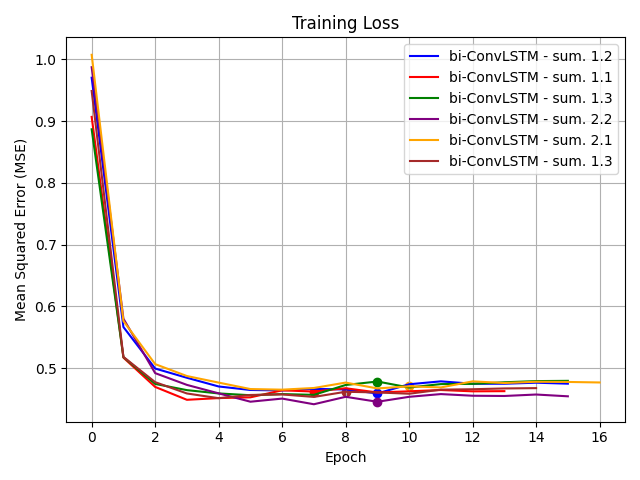 Training Loss
bi-ConvLSTM - sum. 1.2
bi-ConvLSTM - sum. 1.1
bi-ConvLSTM - sum. 1.3
bi-ConvLSTM - sum. 2.2
bi-ConvLSTM - sum. 2.1
bi-ConvLSTM - sum. 1.3
Mean Squared Error (MSE)
1.0
0.9
0.8
0.7
0.6
0.5
0 2 4 6 8 10 12 14 16
Epoch